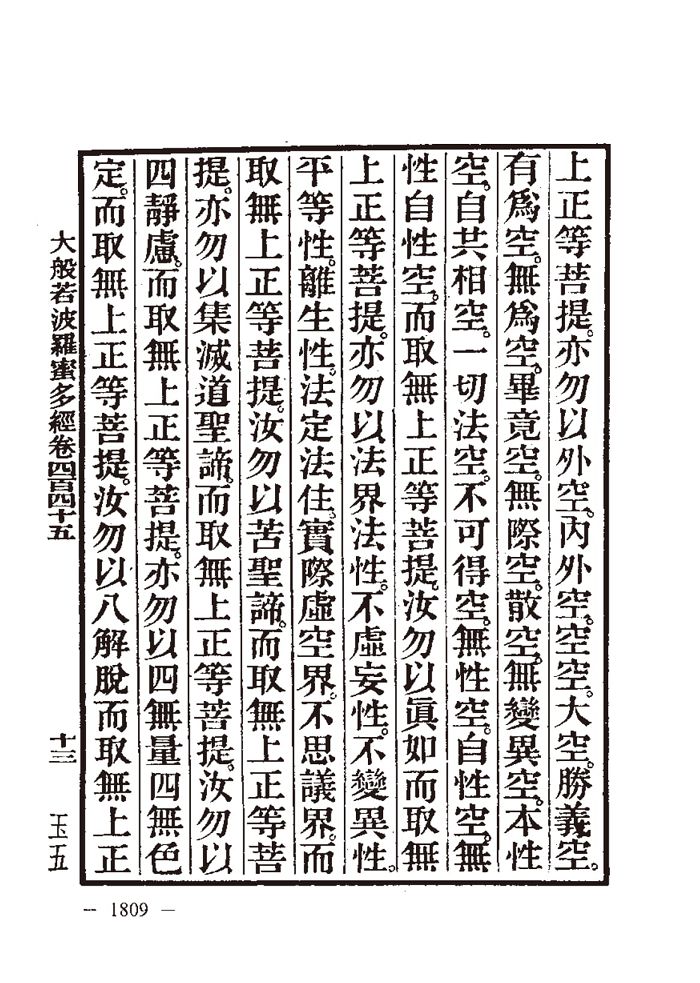 上正等菩提。亦勿以外空。內外空。空空。大空。勝義空。
有爲空。無爲空。畢竟空。無際空。散空。無變異空。本性
空。自共相空。一切法空。不可得空。無性空。自性空。無
性自性空。而取無上正等菩提。汝勿以眞如而取無
上正等菩提。亦勿以法界法性。不虛妄性。不變異性。
平等性。離生性。法定法住。實際虛空界。不思議界。而
取無上正等菩提。汝勿以苦聖諦。而取無上正等菩
提。亦勿以集滅道聖諦。而取無上正等菩提。汝勿以
四靜慮。而取無上正等菩提。亦勿以四無量四無色
定。而取無上正等菩提。汝勿以八解脫而取無上正
大般若波羅蜜多經卷四百四十五
十三
玉五
-- 1809 —